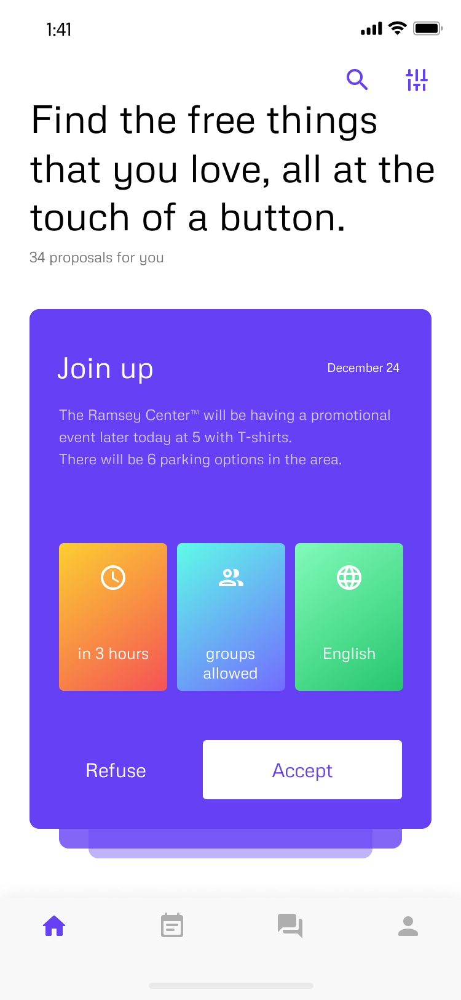 1:41
Find the free things
that you love, all at the
touch of a button.
34 proposals for you
Join up
December 24
The Ramsey Center™ will be having a promotional
event later today at 5 with T-shirts.
There will be 6 parking options in the area.
in 3 hours
groups
allowed
English
Refuse
Accept